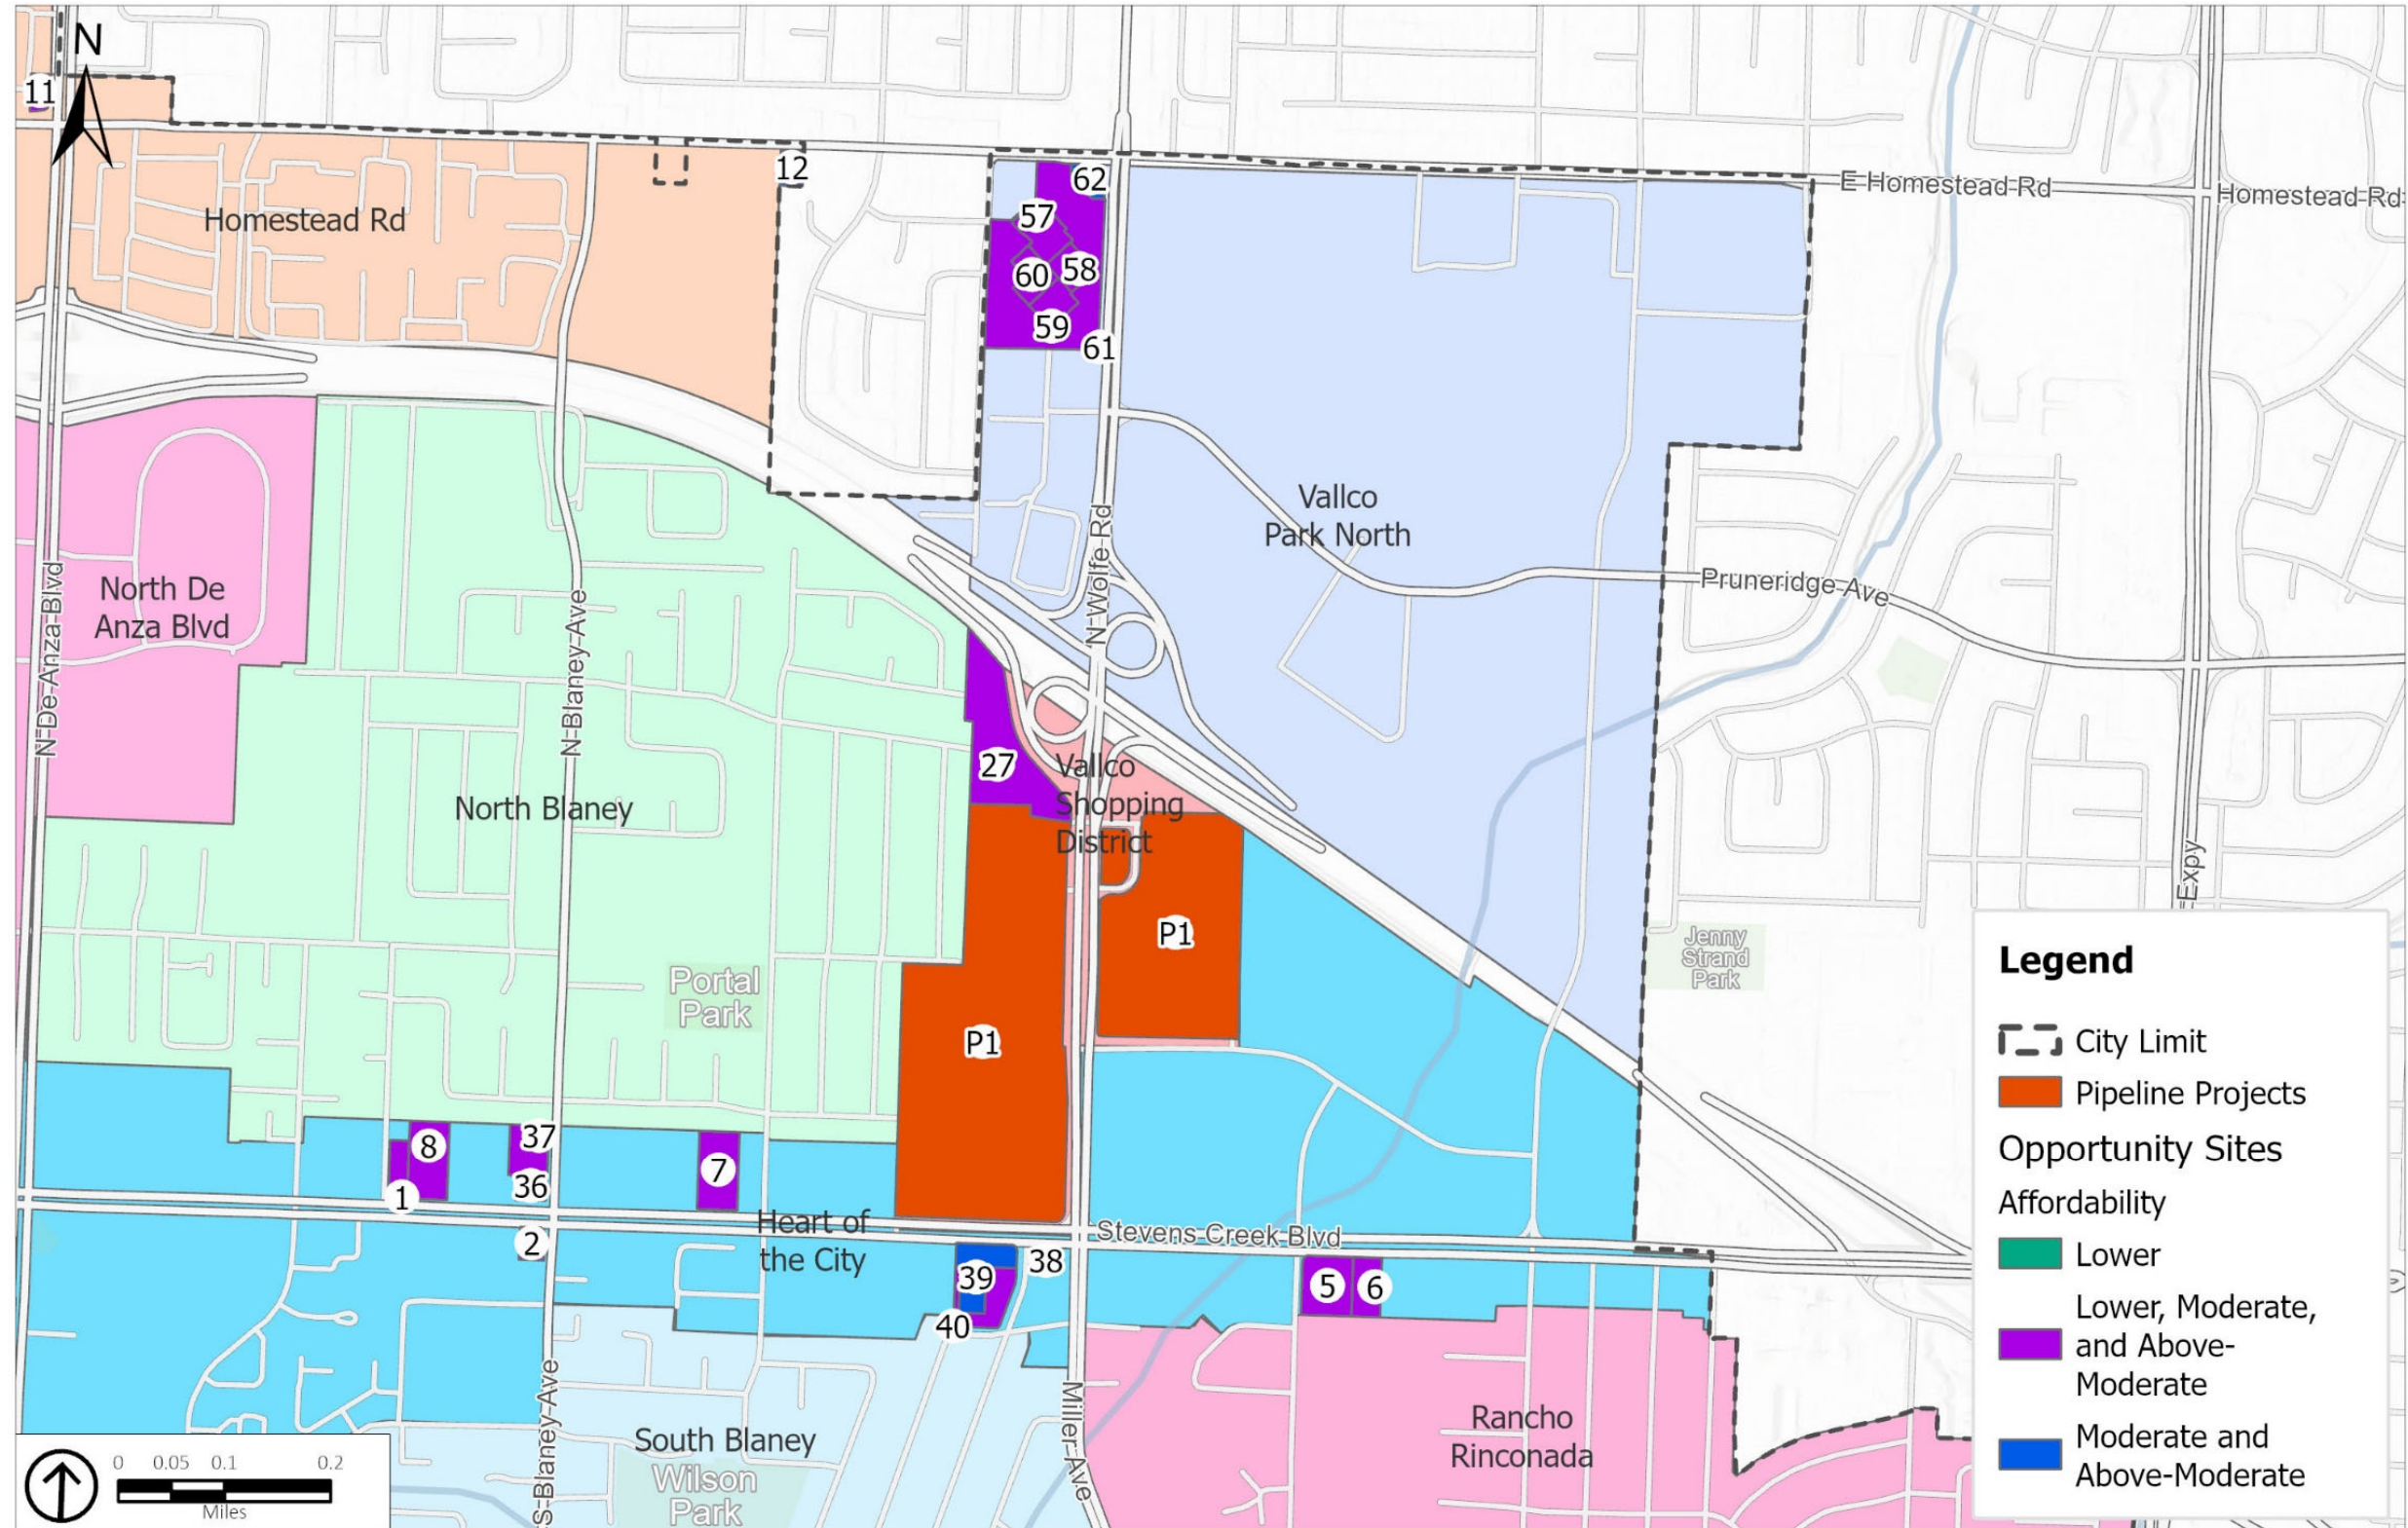 N
11
12
62
E Homestead Rd
Homestead Rd
Homestead Rd
57
60
58
59
61
Vallco
Park North
N Wolfe Rd
Pruneridge Ave
North De
Anza Blvd
N De Anza Blvd
N Blaney Ave
27
Vallco
Shopping
District
North Blaney
Expy
P1
Jenny
Strand
Park
Portal
Park
P1
8
37
7
36
1
2
Heart of
the City
Stevens Creek Blvd
38
39
5
6
40
Miller Ave
S Blaney Ave
South Blaney
Wilson
Park
Rancho
Rinconada
0
0.05
0.1
0.2
Miles
Legend
City Limit
Pipeline Projects
Opportunity Sites
Affordability
Lower
Lower, Moderate,
and Above-
Moderate
Moderate and
Above-Moderate